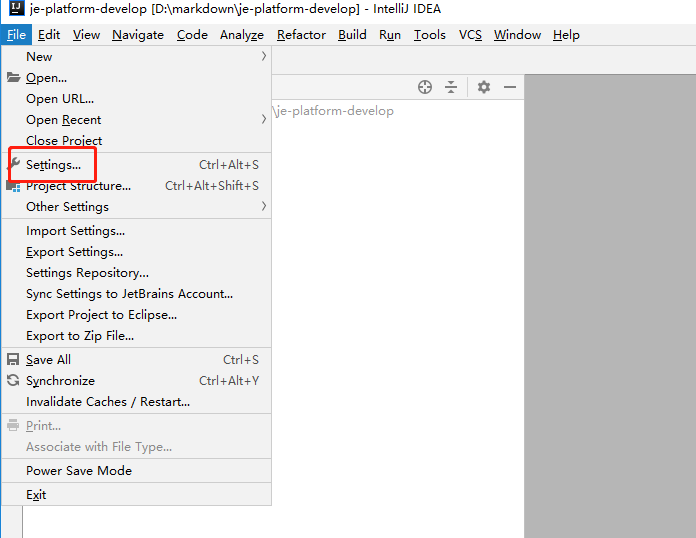 IJ je-platform-develop [D:\markdown\je-platform-develop] - IntelliJ IDEA
File Edit View Navigate Code Analyze Refactor Build Run Tools VCS Window Help
New
Open...
Open URL...
Open Recent
\je-platform-develop
Close Project
Settings... Ctrl+Alt+S
Project Structure... Ctrl+Alt+Shift+S
Other Settings
Import Settings...
Export Settings...
Settings Repository...
Sync Settings to JetBrains Account...
Export Project to Eclipse...
Export to Zip File...
Save All Ctrl+S
Synchronize Ctrl+Alt+Y
Invalidate Caches / Restart...
Print...
Associate with File Type...
Power Save Mode
Exit